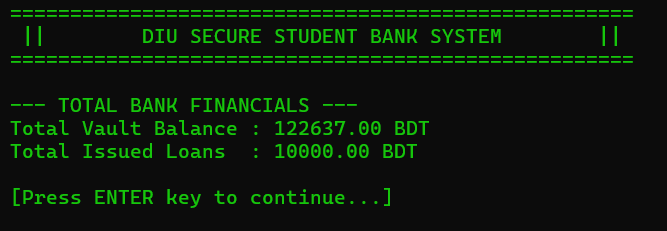 ====================================================
||        DIU SECURE STUDENT BANK SYSTEM        ||
====================================================
--- TOTAL BANK FINANCIALS ---
Total Vault Balance : 122637.00 BDT
Total Issued Loans  : 10000.00 BDT
[Press ENTER key to continue...]